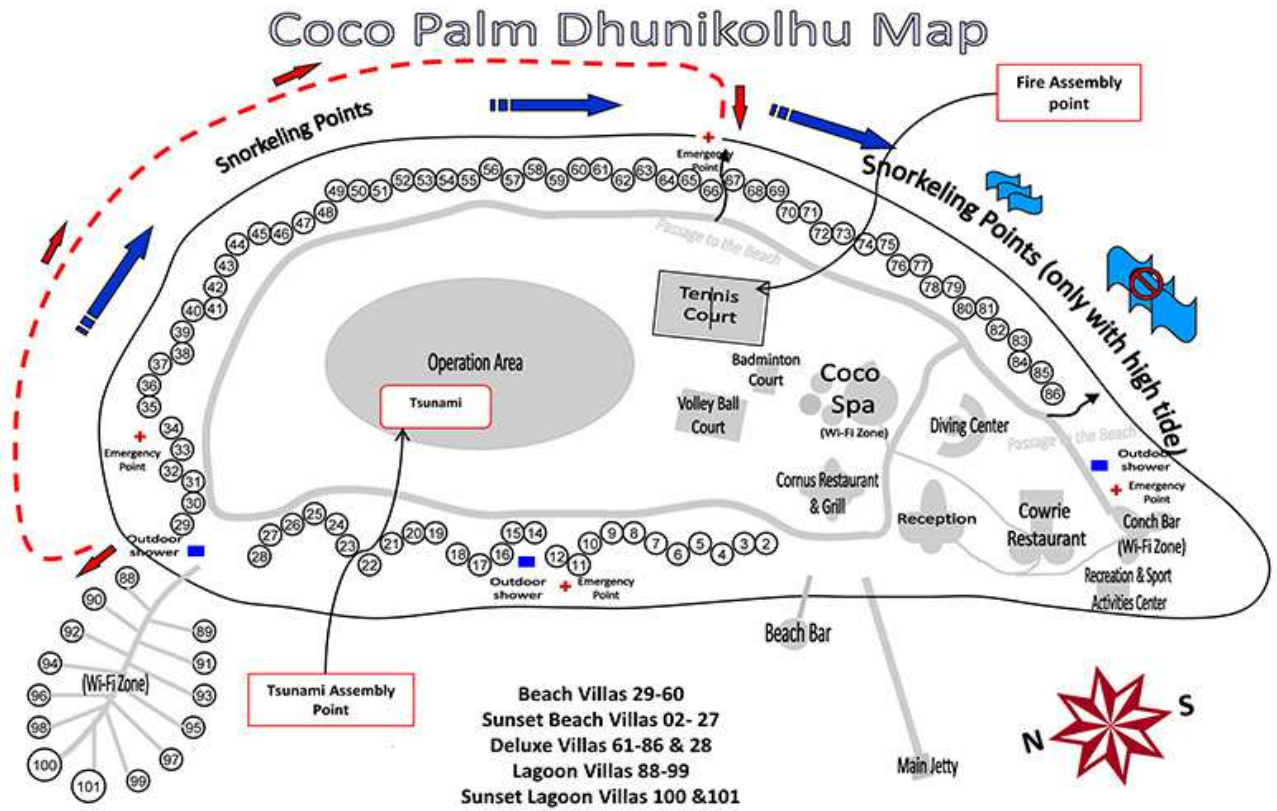 Coco Palm Dhunikolhu Map
Fire Assembly
point
Snorkeling Points
Emergency
Point
Snorkeling Points (only with high tide)
56 58 60 61 63
49 50 51 52 53 54 55 57 59 62 64 65 66 67 68 69
48 47 46 45 44 43 42 41 40 39 38 37 36 35
70 71 72 73 74 75 76 77 78 79 80 81 82 83 84 85 86
Passage to the Beach
Tennis
Court
Operation Area
Tsunami
Badminton
Court
Volley Ball
Court
Coco
Spa
(Wi-Fi Zone)
Diving Center
Passage to the Beach
Outdoor
shower
Emergency
Point
Cornus Restaurant
& Grill
Reception
Cowrie
Restaurant
Conch Bar
(Wi-Fi Zone)
Recreation & Sport
Activities Center
Emergency
Point
34 33 32 31 30 29
Outdoor
shower
28 27 26 25 24 23 22 21 20 19 18 17 16 15 14 12 11 10 9 8 7 6 5 4 3 2
Outdoor
shower
Emergency
Point
88
90 89
92 91
94 93
(Wi-Fi Zone)
96 95
98 97
100 101 99
Beach Bar
Main Jetty
Tsunami Assembly
Point
Beach Villas 29-60
Sunset Beach Villas 02- 27
Deluxe Villas 61-86 & 28
Lagoon Villas 88-99
Sunset Lagoon Villas 100 &101
N
S